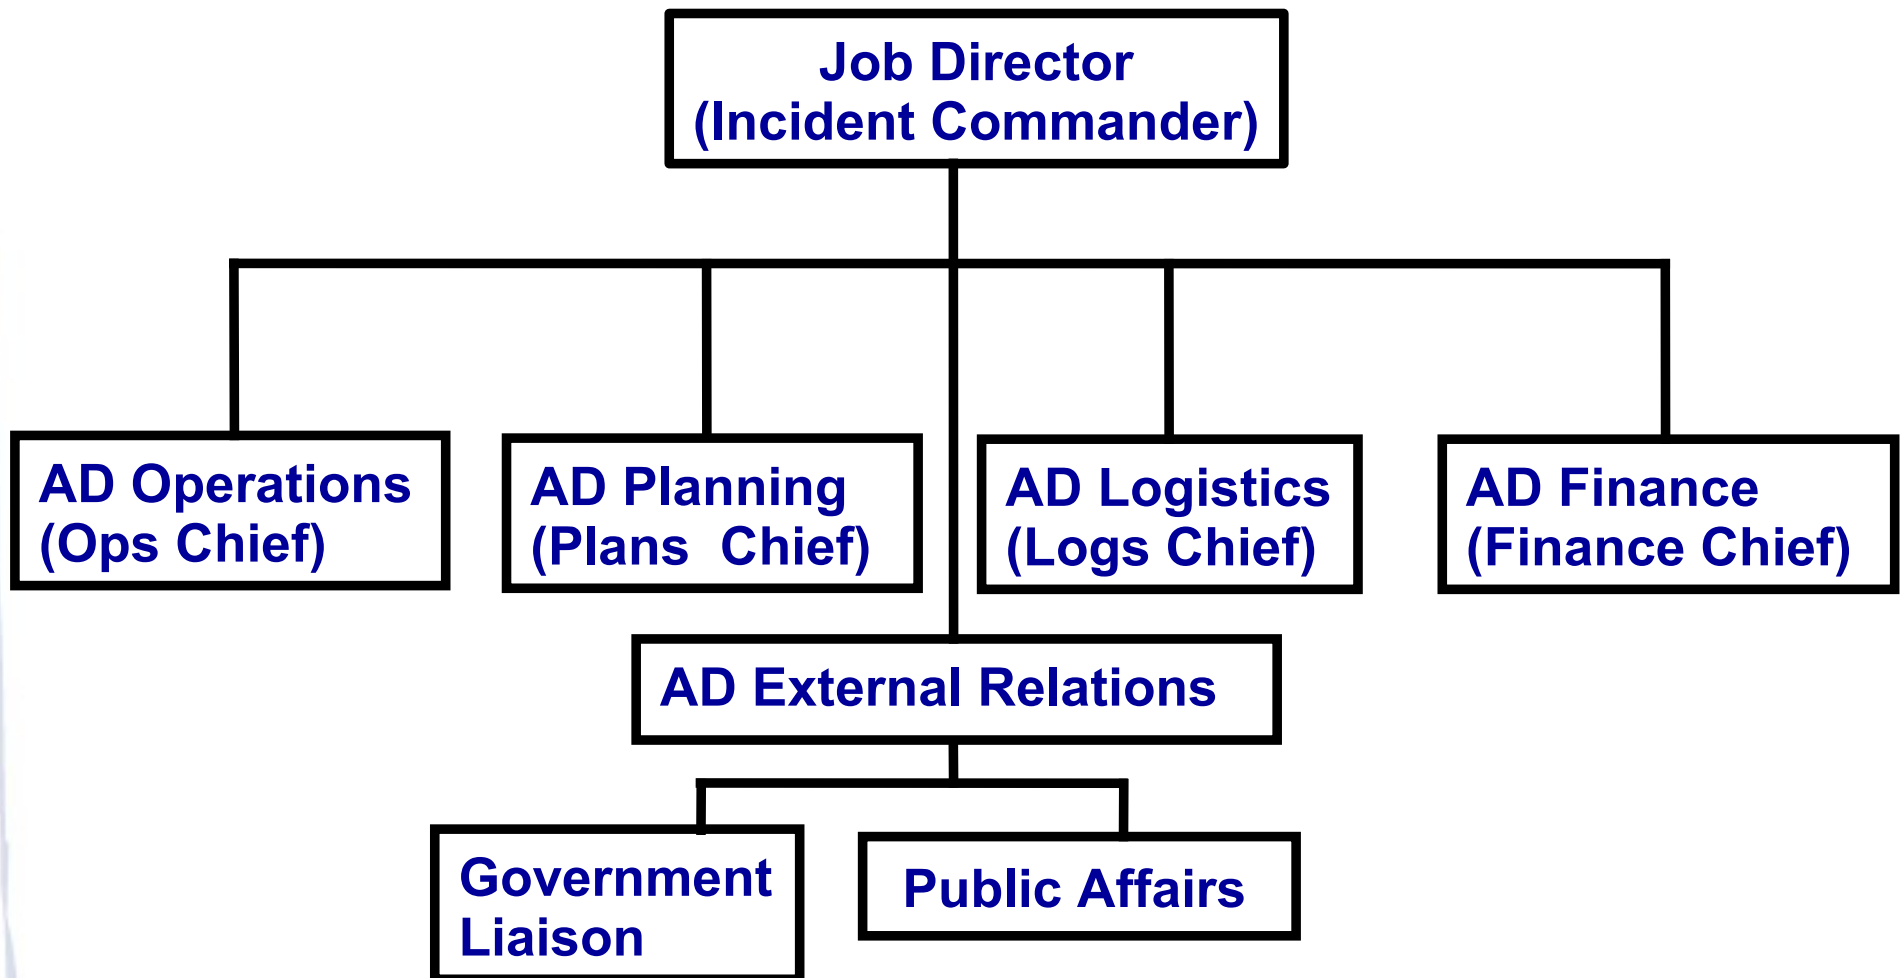 Job Director
(Incident Commander)
AD Operations
(Ops Chief)
AD Planning
(Plans  Chief)
AD Logistics
(Logs Chief)
AD Finance
(Finance Chief)
AD External Relations
Government
Liaison
Public Affairs